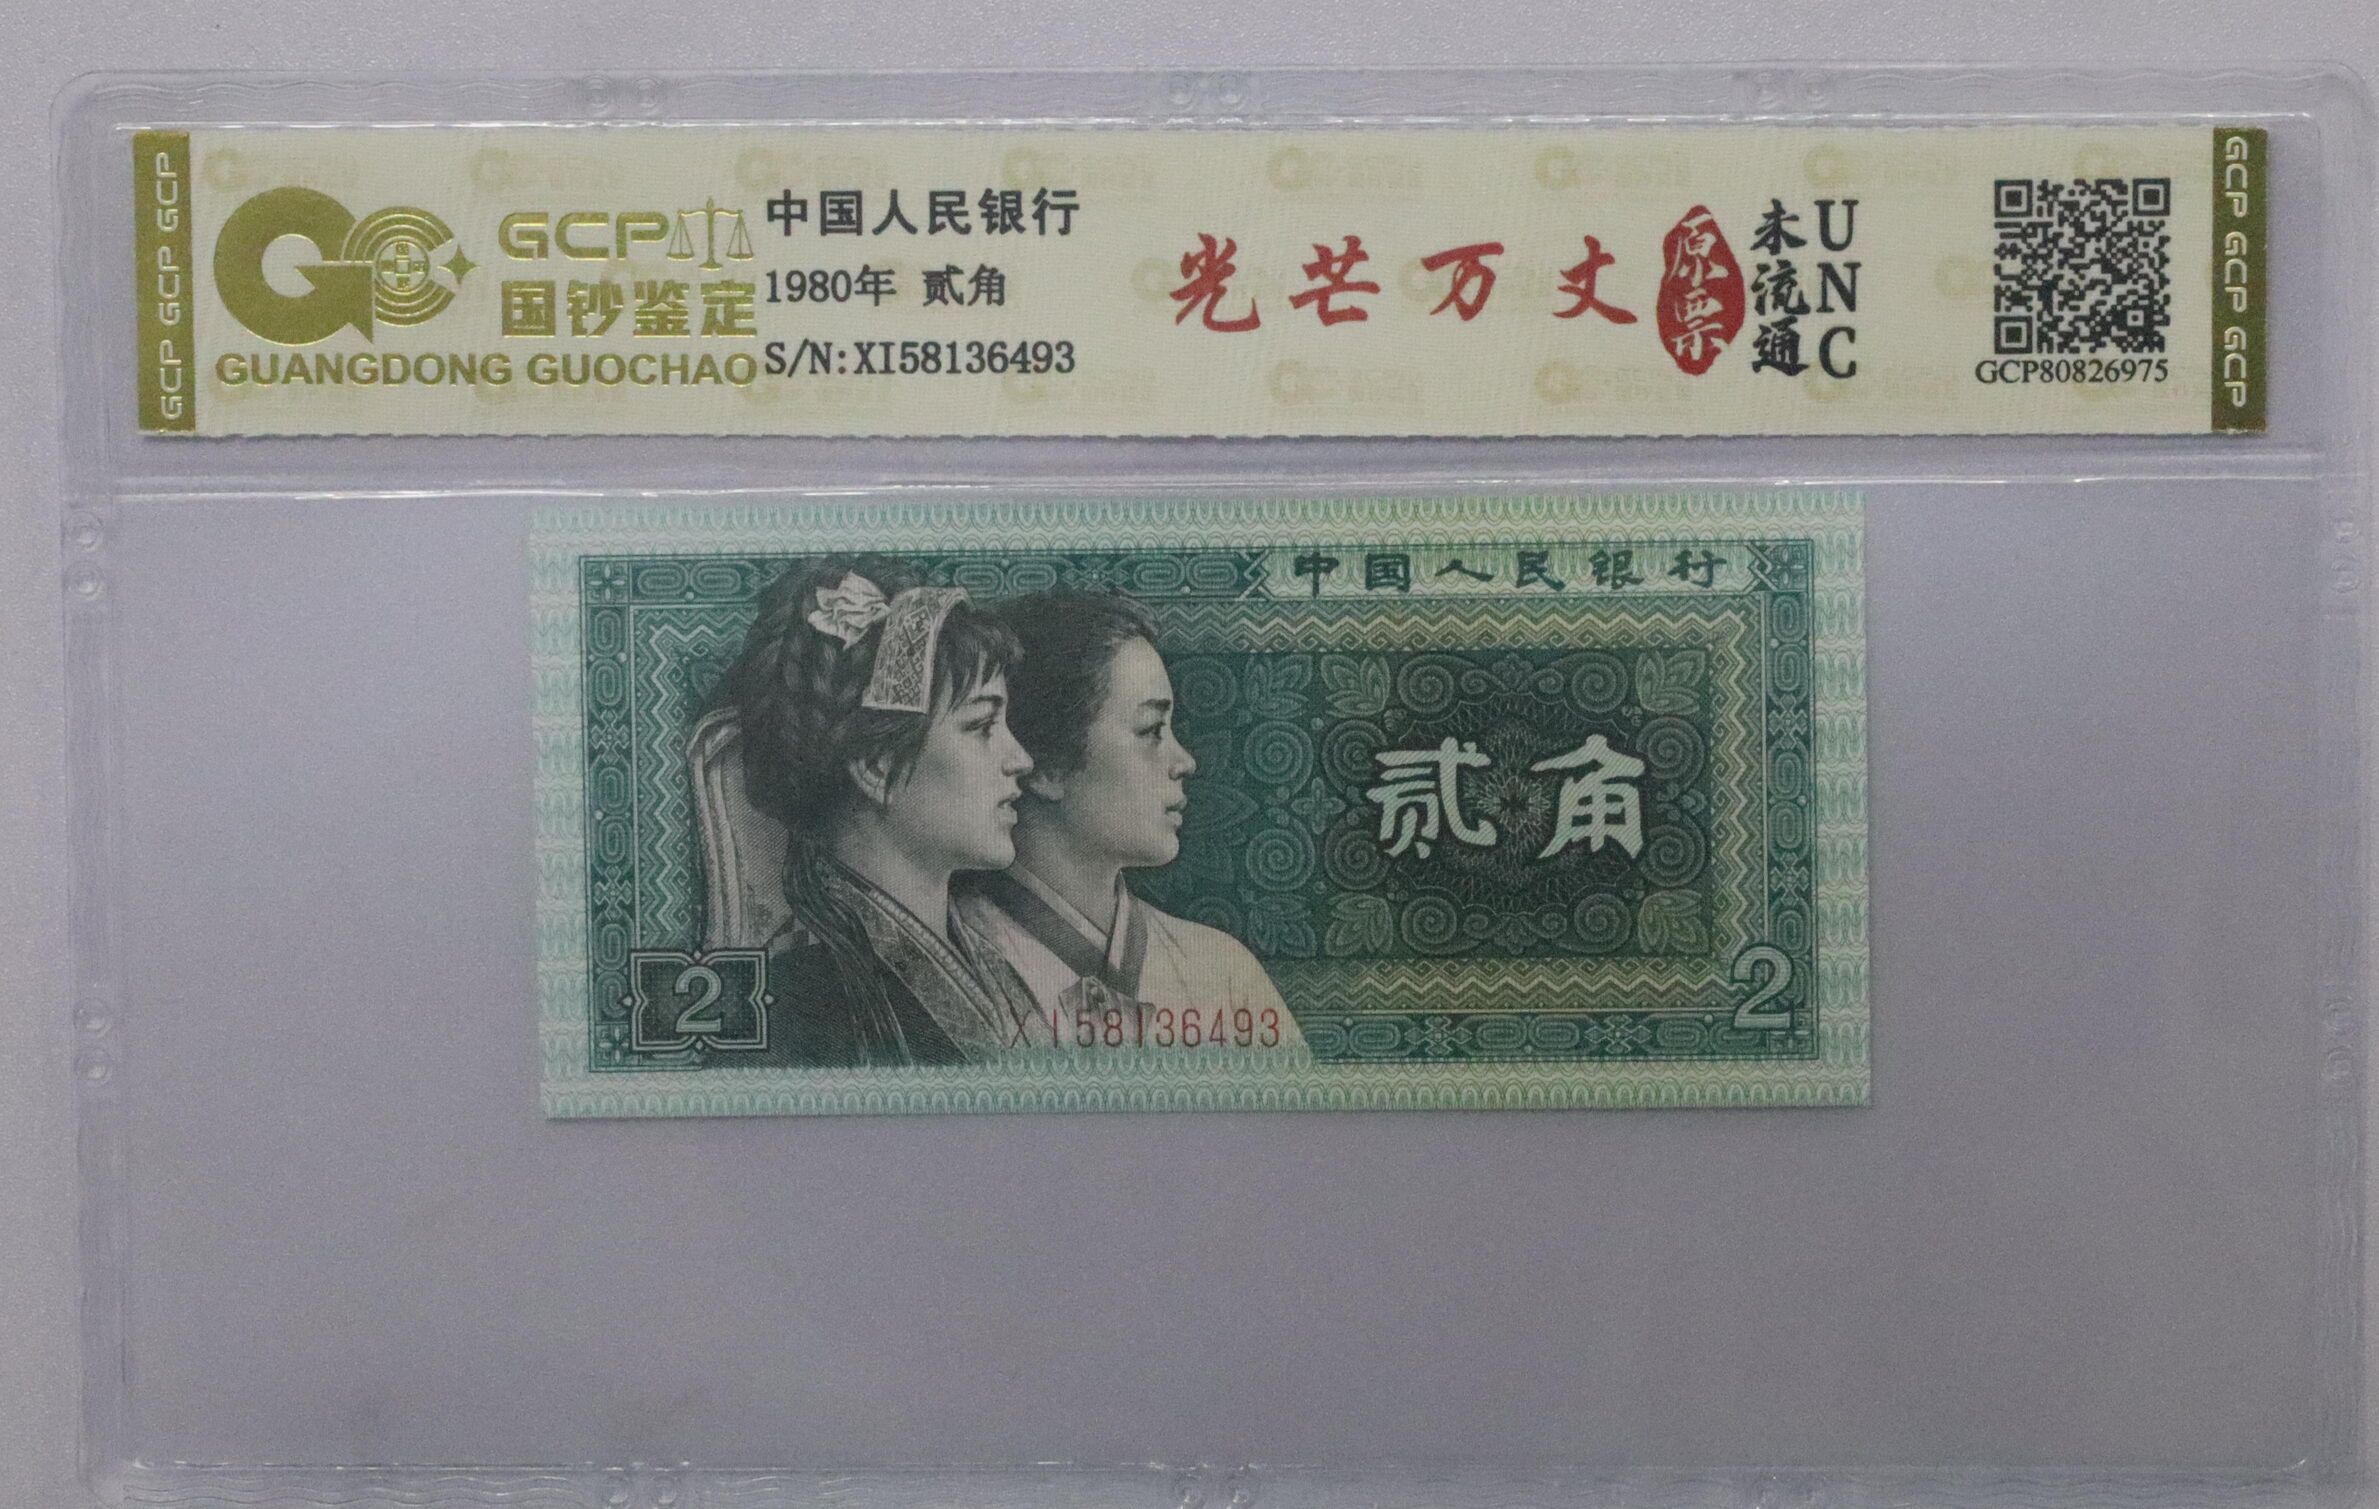 GCP GCP GCP
GCP
国钞鉴定
GUANGDONG GUOCHAO
中国人民银行
1980年 贰角
S/N:XI58136493
光芒万丈
原票
未流通
UNC
GCP80826975
GCP GCP GCP
中国人民银行
贰角
2
2
XI58136493